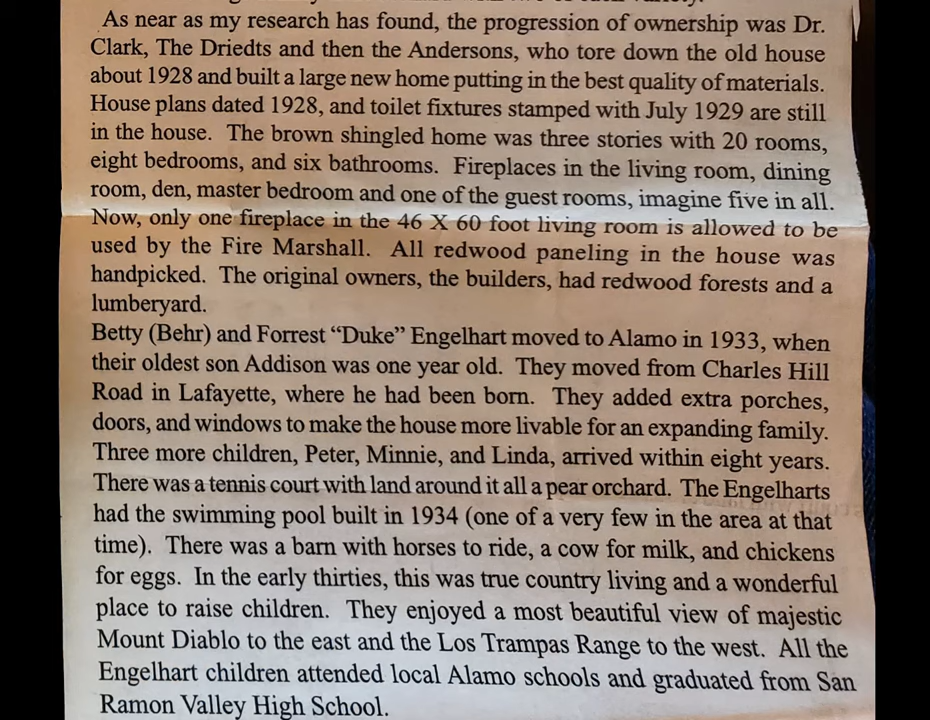 As near as my research has found, the progression of ownership was Dr.
Clark, The Driedts and then the Andersons, who tore down the old house
about 1928 and built a large new home putting in the best quality of materials.
House plans dated 1928, and toilet fixtures stamped with July 1929 are still
in the house. The brown shingled home was three stories with 20 rooms,
eight bedrooms, and six bathrooms. Fireplaces in the living room, dining
room, den, master bedroom and one of the guest rooms, imagine five in all.
Now, only one fireplace in the 46 X 60 foot living room is allowed to be
used by the Fire Marshall. All redwood paneling in the house was
handpicked. The original owners, the builders, had redwood forests and a
lumberyard.
Betty (Behr) and Forrest “Duke” Engelhart moved to Alamo in 1933, when
their oldest son Addison was one year old. They moved from Charles Hill
Road in Lafayette, where he had been born. They added extra porches,
doors, and windows to make the house more livable for an expanding family.
Three more children, Peter, Minnie, and Linda, arrived within eight years.
There was a tennis court with land around it all a pear orchard. The Engelharts
had the swimming pool built in 1934 (one of a very few in the area at that
time). There was a barn with horses to ride, a cow for milk, and chickens
for eggs. In the early thirties, this was true country living and a wonderful
place to raise children. They enjoyed a most beautiful view of majestic
Mount Diablo to the east and the Los Trampas Range to the west. All the
Engelhart children attended local Alamo schools and graduated from San
Ramon Valley High School.